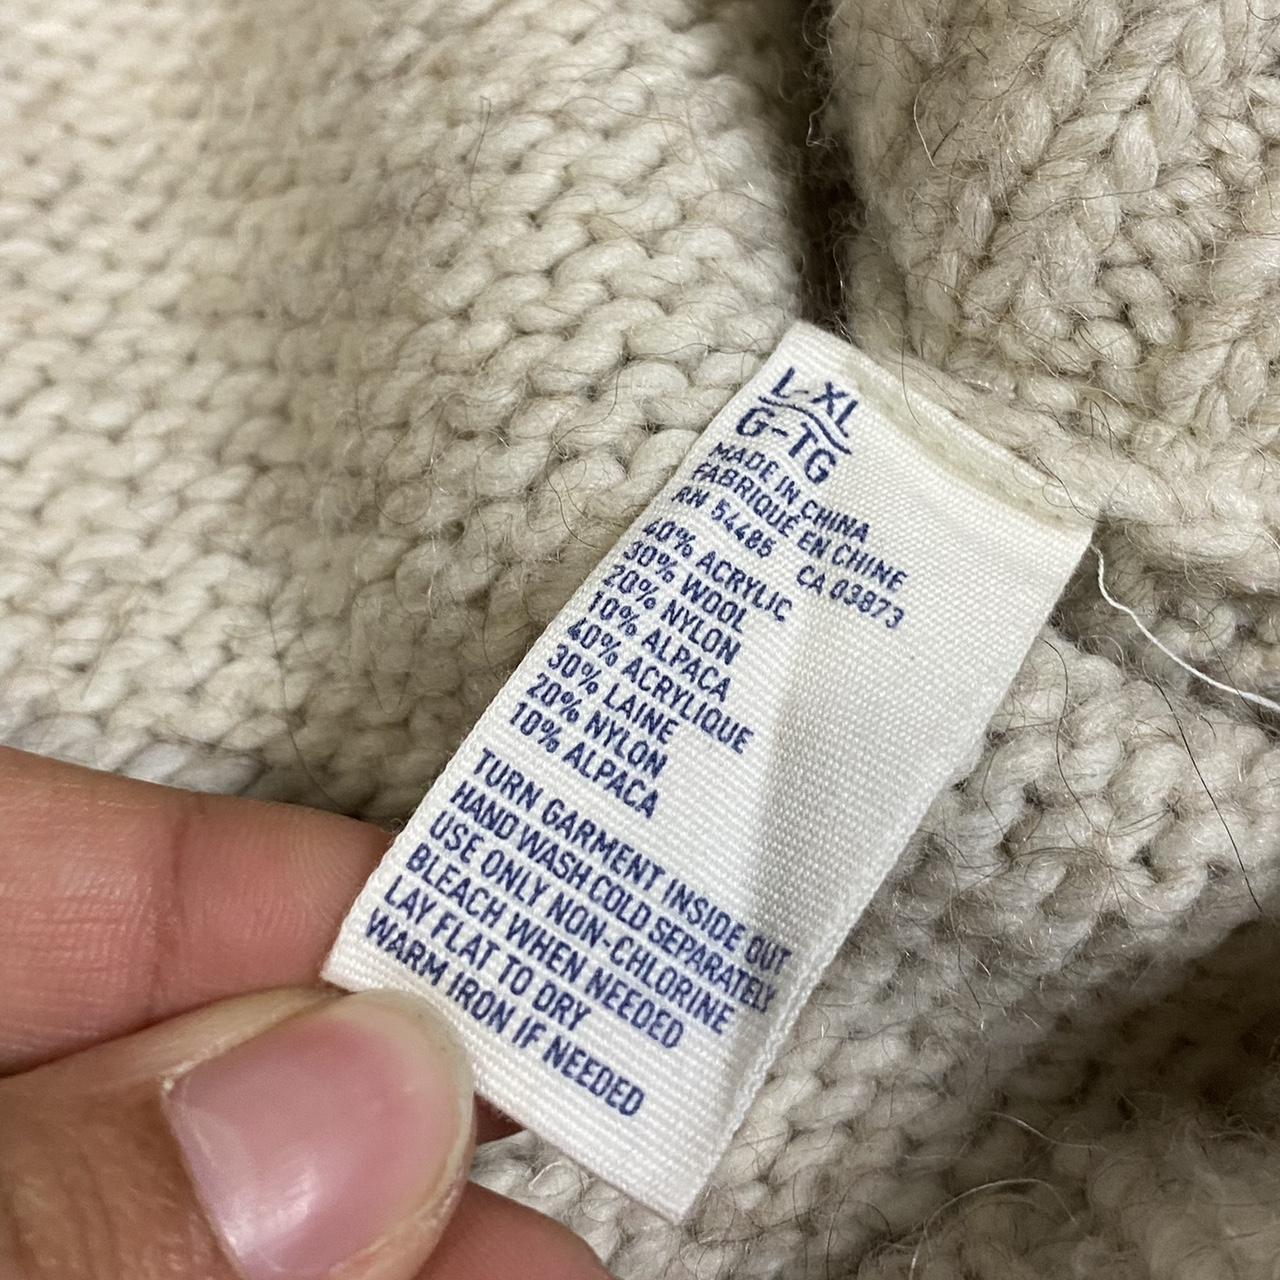 L-XL
G-TG
MADE IN CHINA
FABRIQUÉ EN CHINE
RN 54485 CA 03873
40% ACRYLIC
30% WOOL
20% NYLON
10% ALPACA
40% ACRYLIQUE
30% LAINE
20% NYLON
10% ALPACA
TURN GARMENT INSIDE OUT
HAND WASH COLD SEPARATELY
USE ONLY NON-CHLORINE
BLEACH WHEN NEEDED
LAY FLAT TO DRY
WARM IRON IF NEEDED